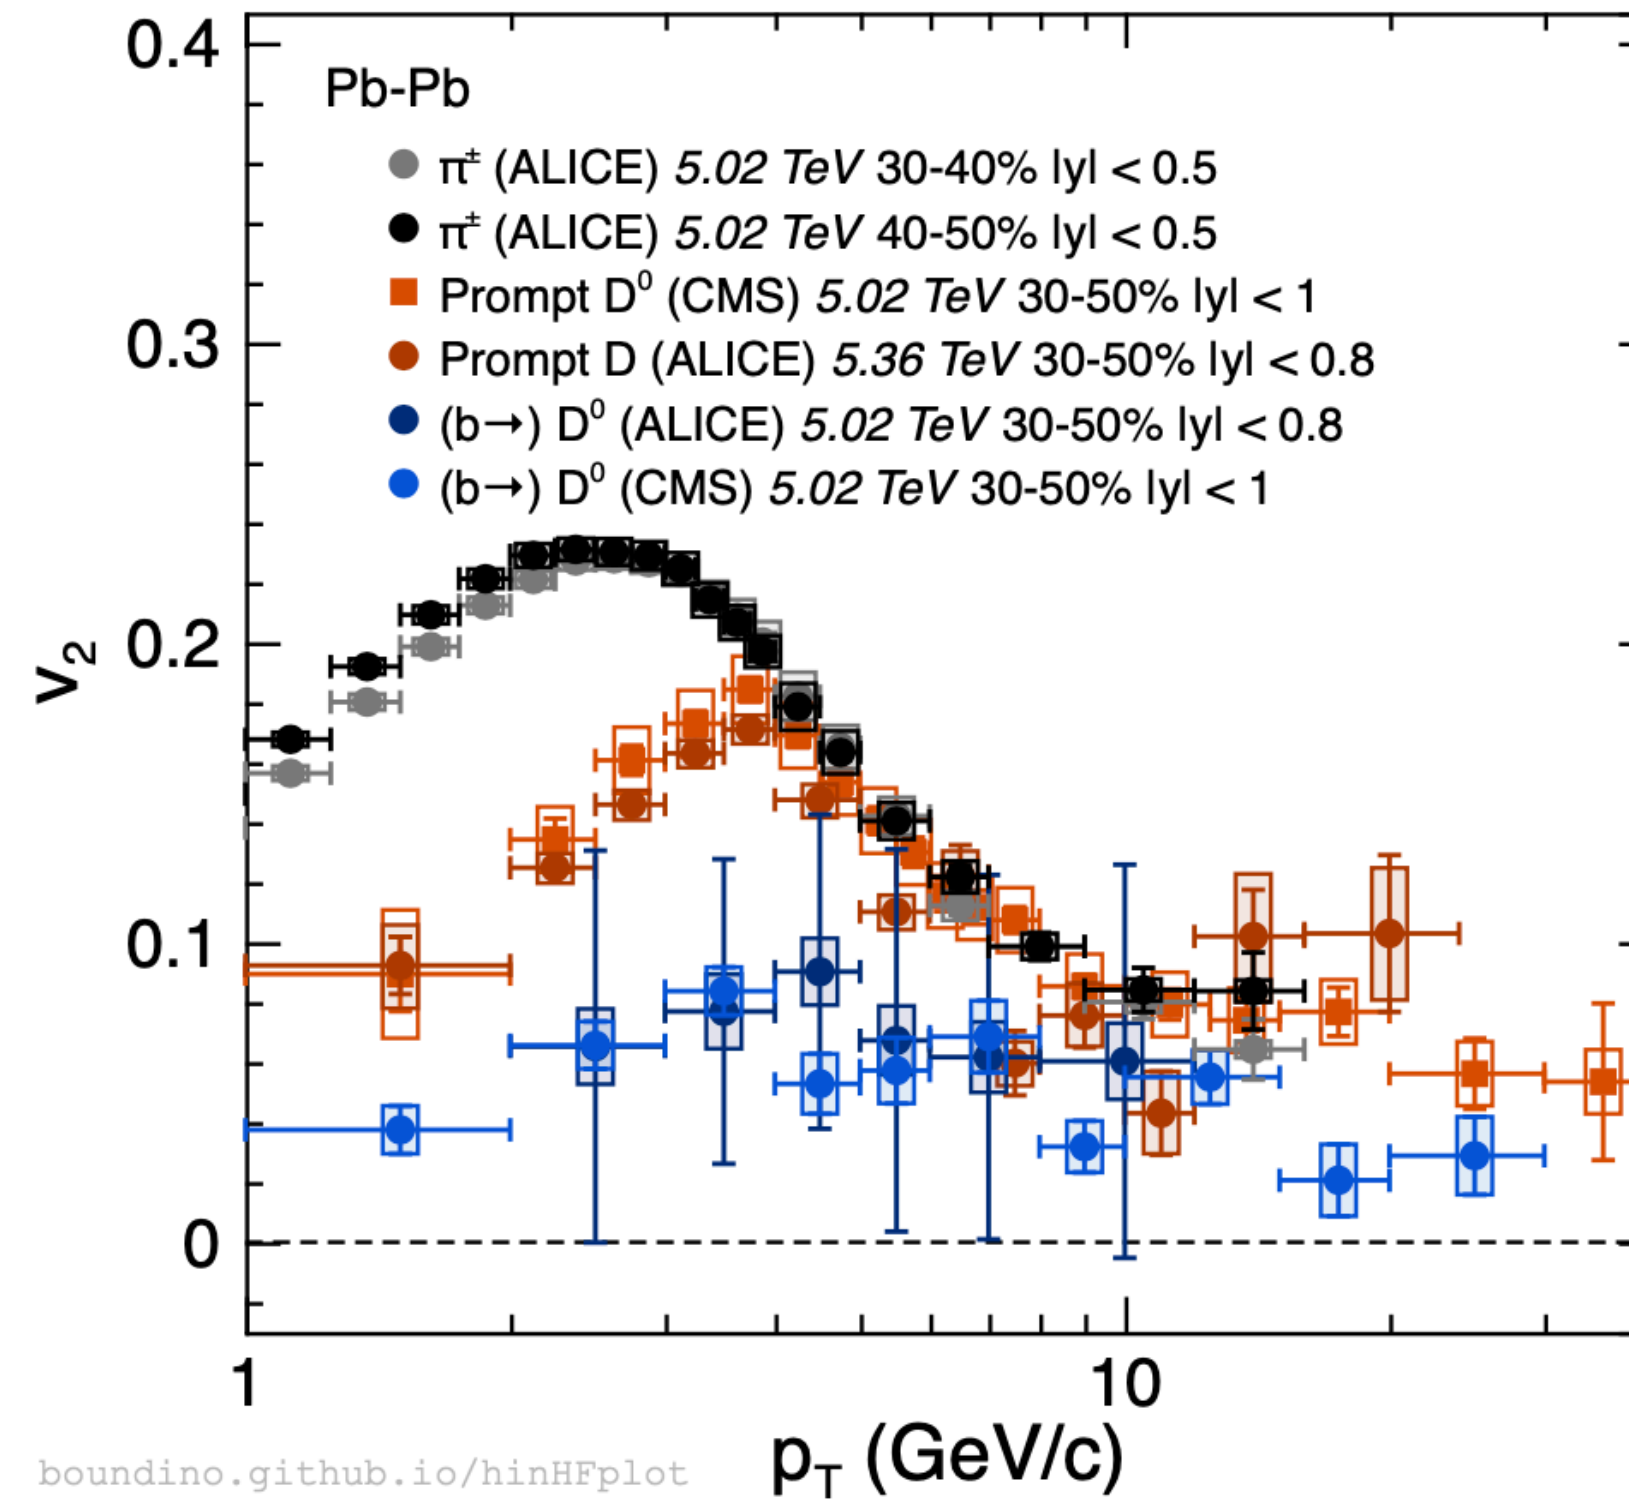 0.4
0.3
0.2
0.1
0
v2
Pb-Pb
π± (ALICE) 5.02 TeV 30-40% |y| < 0.5
π± (ALICE) 5.02 TeV 40-50% |y| < 0.5
Prompt D⁰ (CMS) 5.02 TeV 30-50% |y| < 1
Prompt D (ALICE) 5.36 TeV 30-50% |y| < 0.8
(b→) D⁰ (ALICE) 5.02 TeV 30-50% |y| < 0.8
(b→) D⁰ (CMS) 5.02 TeV 30-50% |y| < 1
1
10
pT (GeV/c)
boundino.github.io/hinHFplot